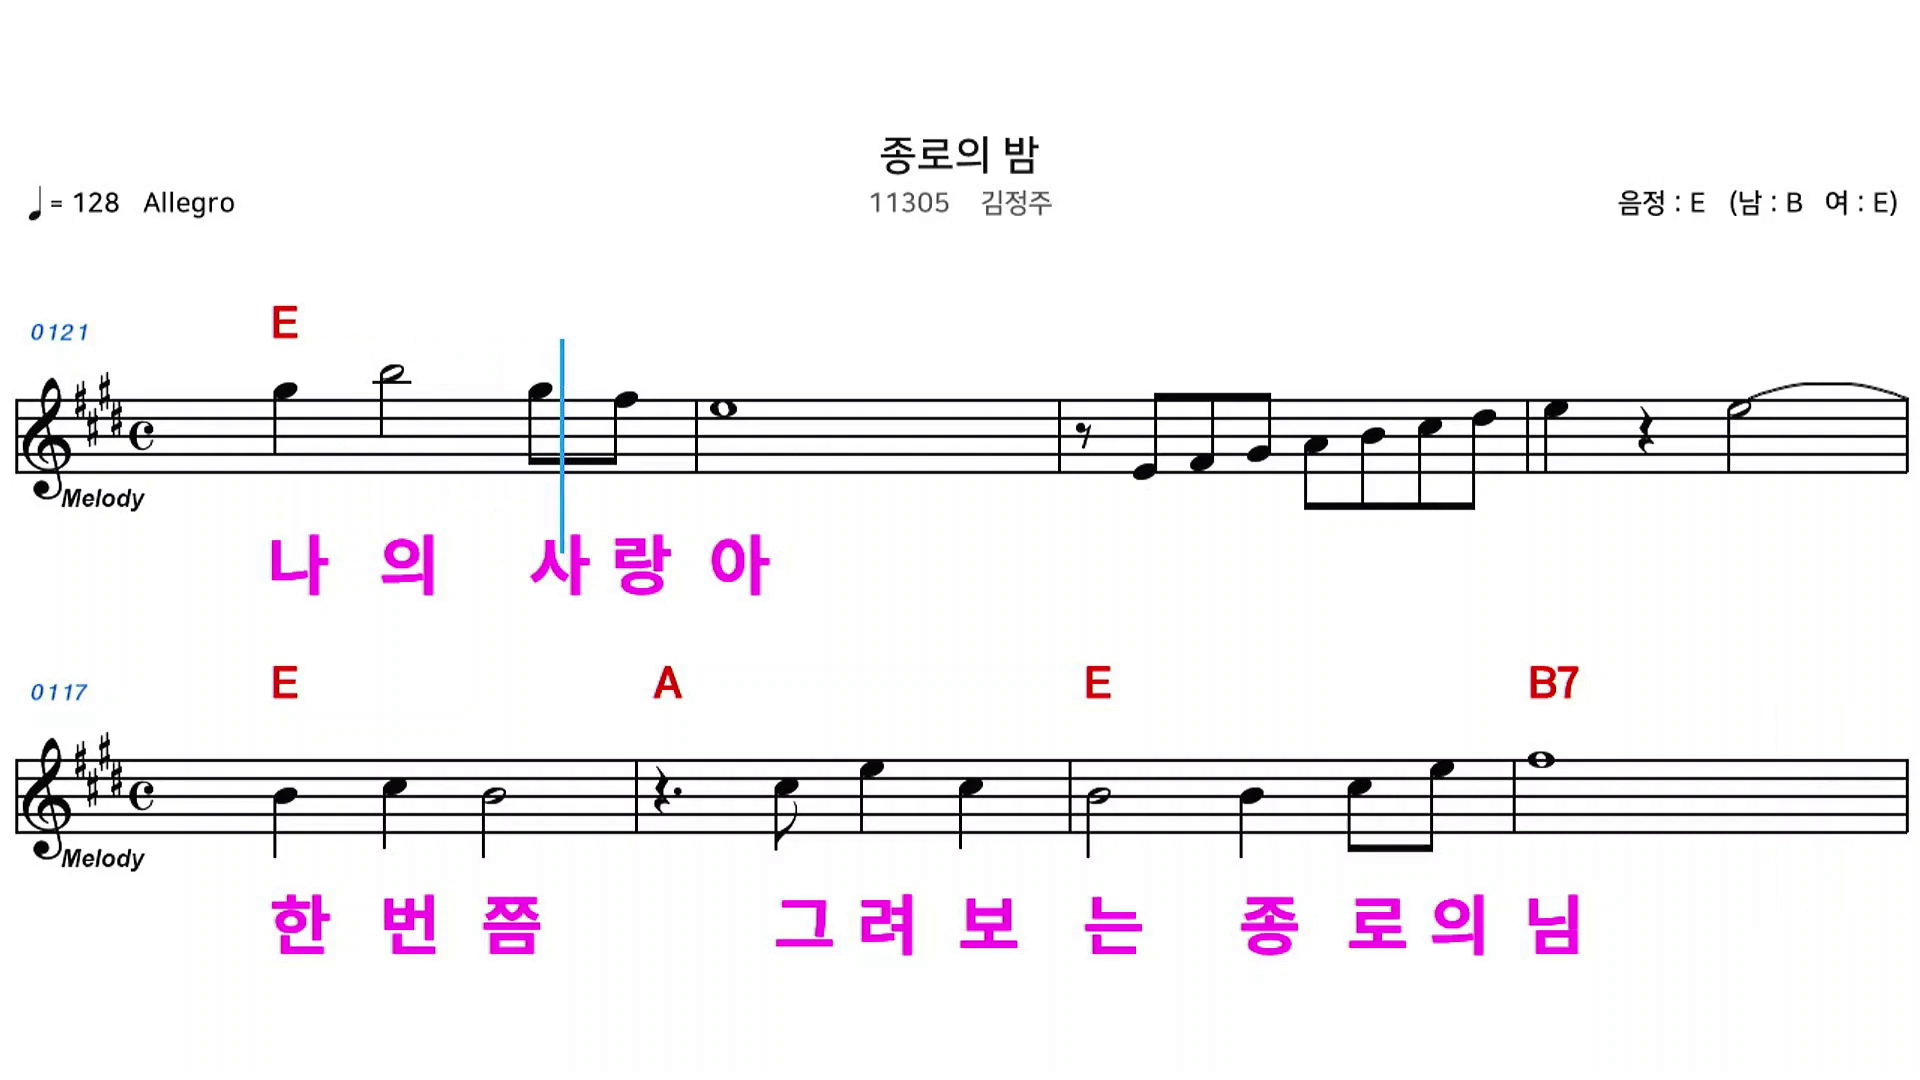 종로의 밤
♩ = 128 Allegro
11305 김정주
음정 : E (남 : B 여 : E)
E
0121
Melody
나 의 사 랑 아
E A E B7
0117
Melody
한 번 쯤 그 려 보 는 종 로 의 님